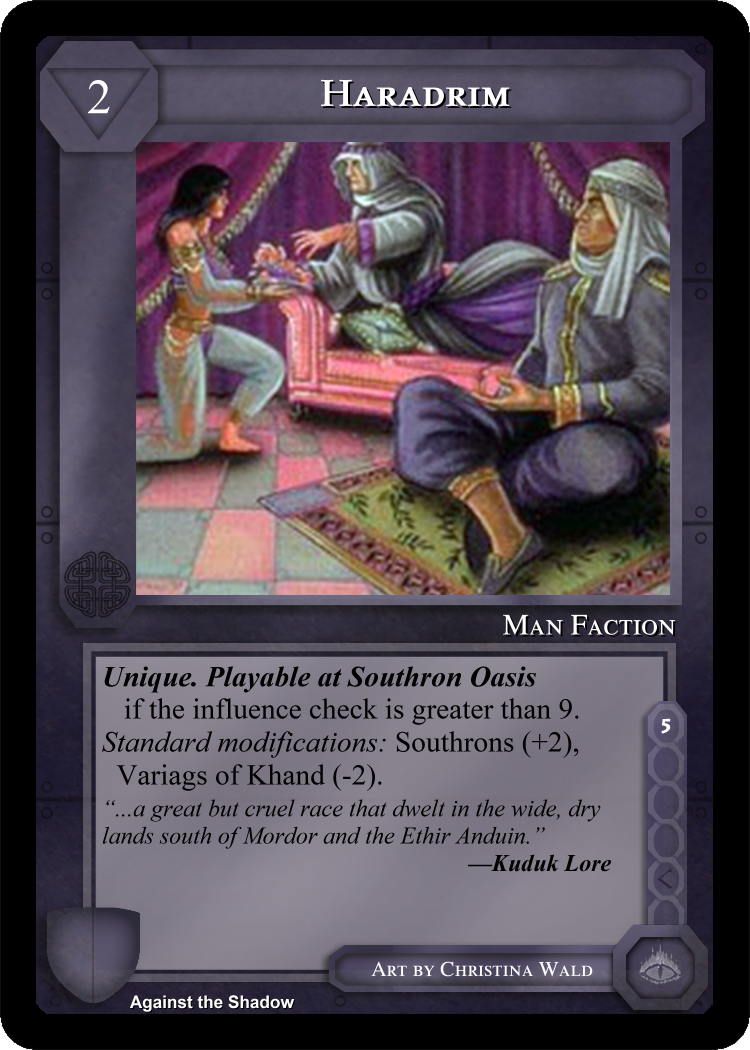 2
HARADRIM
MAN FACTION
Unique. Playable at Southron Oasis
if the influence check is greater than 9.
Standard modifications: Southrons (+2),
Variags of Khand (-2).
5
“...a great but cruel race that dwelt in the wide, dry
lands south of Mordor and the Ethir Anduin.”
—Kuduk Lore
ART BY CHRISTINA WALD
Against the Shadow